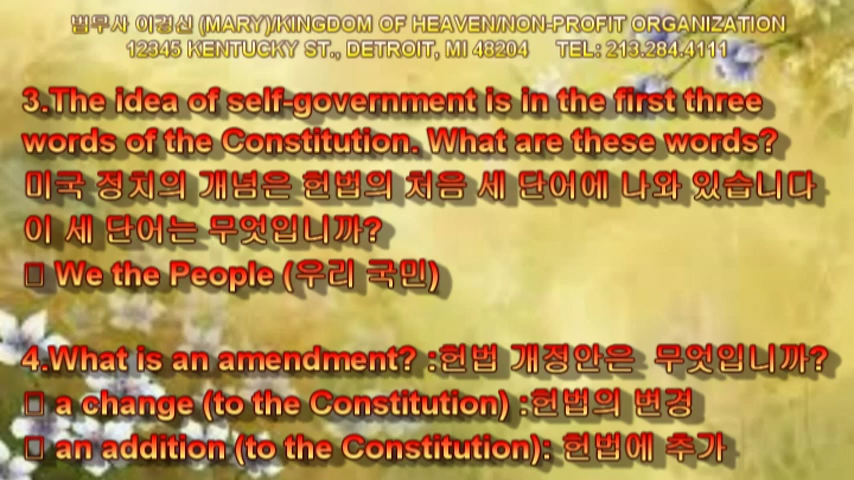 법무사 이경신 (MARY)/KINGDOM OF HEAVEN/NON-PROFIT ORGANIZATION
12345 KENTUCKY ST., DETROIT, MI 48204 TEL: 213.284.4111
3.The idea of self-government is in the first three
words of the Constitution. What are these words?
미국 정치의 개념은 헌법의 처음 세 단어에 나와 있습니다
이 세 단어는 무엇입니까?
□ We the People (우리 국민)
4.What is an amendment? :헌법 개정안은 무엇입니까?
□ a change (to the Constitution) :헌법의 변경
□ an addition (to the Constitution): 헌법에 추가